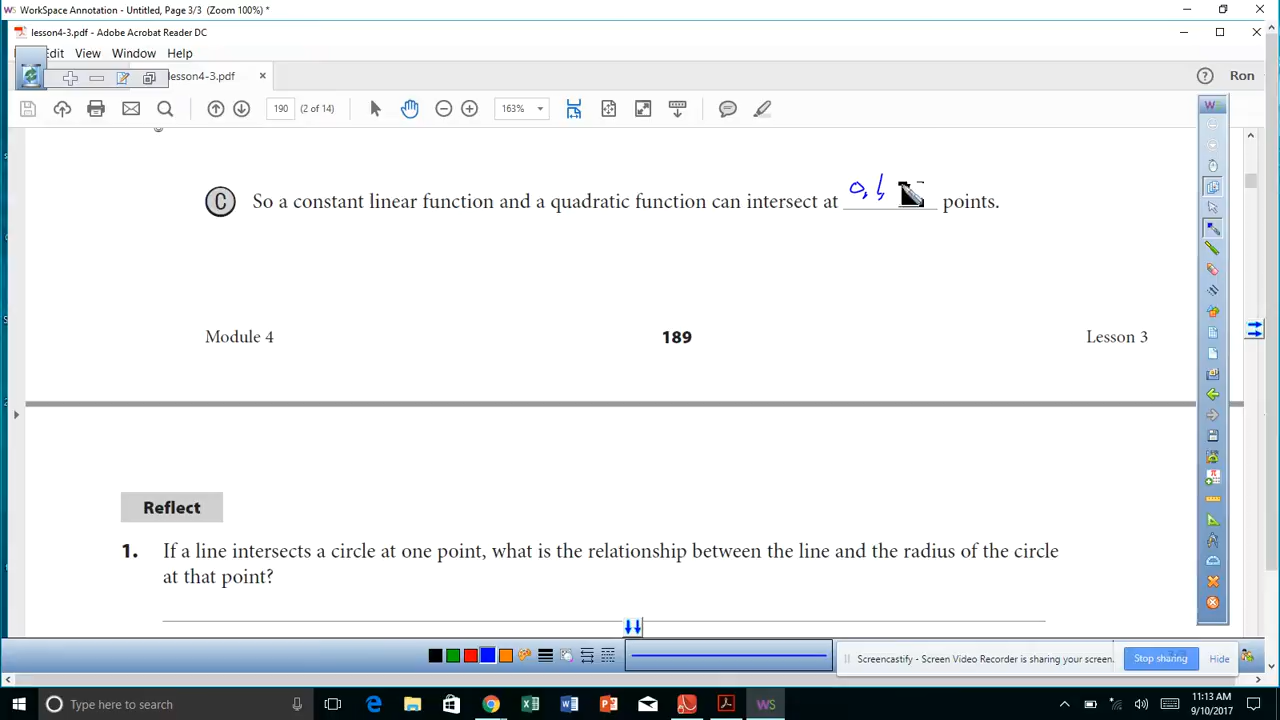 WorkSpace Annotation - Untitled, Page 3/3 (Zoom 100%) *
lesson4-3.pdf - Adobe Acrobat Reader DC
dit View Window Help
lesson4-3.pdf
Ron
190 (2 of 14) 163%
C So a constant linear function and a quadratic function can intersect at 0, 1, points.
Module 4 189 Lesson 3
Reflect
1. If a line intersects a circle at one point, what is the relationship between the line and the radius of the circle
at that point?
Screencastify - Screen Video Recorder is sharing your screen. Stop sharing Hide
Type here to search
11:13 AM
9/10/2017